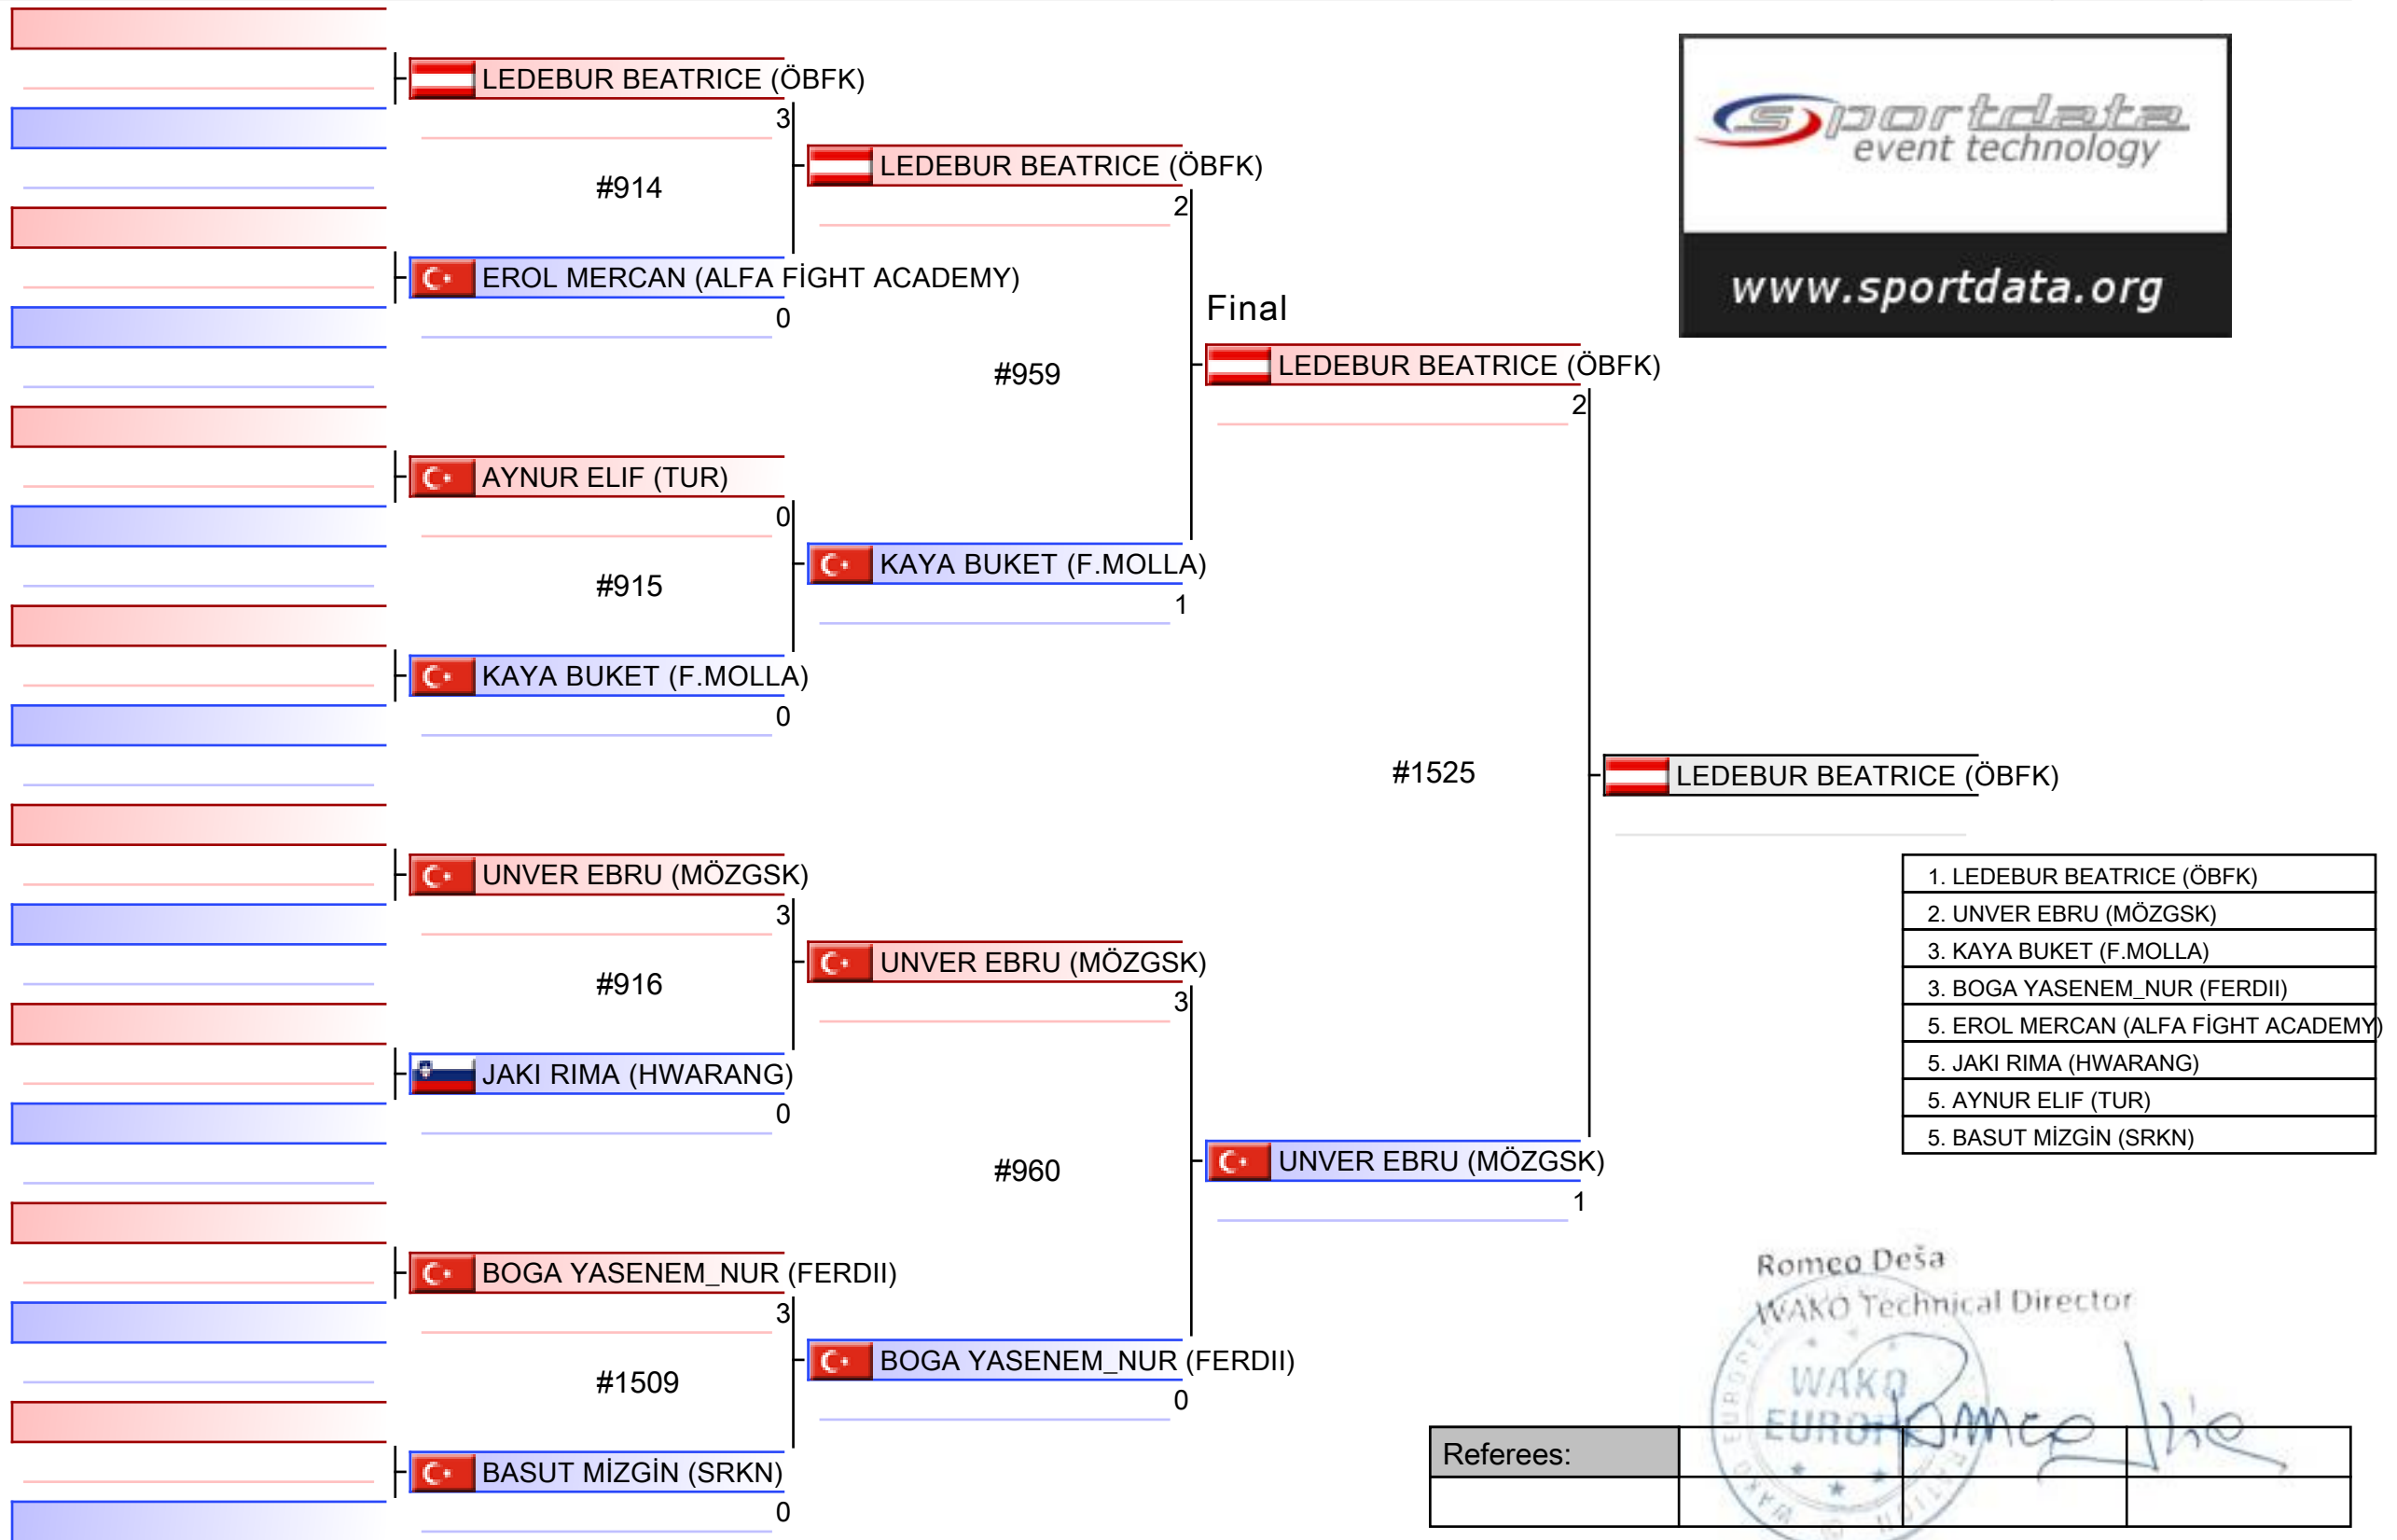 LEDEBUR BEATRICE (ÖBFK)
3
#914
EROL MERCAN (ALFA FİGHT ACADEMY)
0
AYNUR ELIF (TUR)
0
#915
KAYA BUKET (F.MOLLA)
0
UNVER EBRU (MÖZGSK)
3
#916
JAKI RIMA (HWARANG)
0
BOGA YASENEM_NUR (FERDII)
3
#1509
BASUT MİZGİN (SRKN)
0
LEDEBUR BEATRICE (ÖBFK)
2
#959
KAYA BUKET (F.MOLLA)
1
UNVER EBRU (MÖZGSK)
3
#960
BOGA YASENEM_NUR (FERDII)
0
Final
LEDEBUR BEATRICE (ÖBFK)
2
#1525
UNVER EBRU (MÖZGSK)
1
LEDEBUR BEATRICE (ÖBFK)
sportdata
event technology
www.sportdata.org
1. LEDEBUR BEATRICE (ÖBFK)
2. UNVER EBRU (MÖZGSK)
3. KAYA BUKET (F.MOLLA)
3. BOGA YASENEM_NUR (FERDII)
5. EROL MERCAN (ALFA FİGHT ACADEMY)
5. JAKI RIMA (HWARANG)
5. AYNUR ELIF (TUR)
5. BASUT MİZGİN (SRKN)
Romeo Deša
WAKO Technical Director
WAKO
EUROPE
Referees: